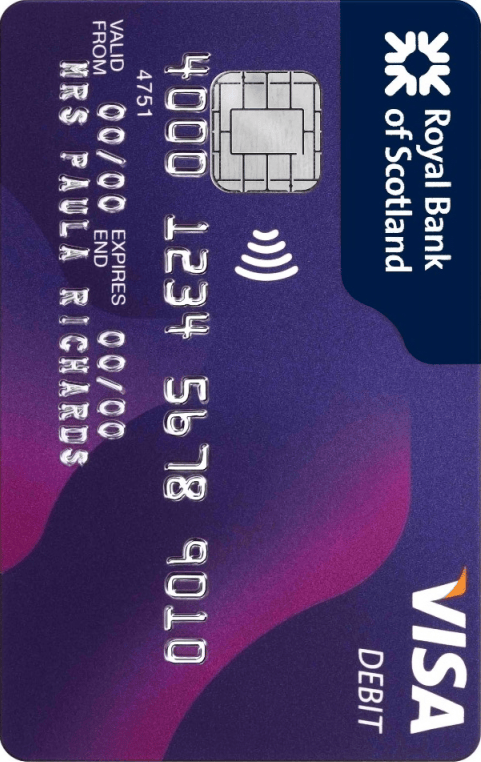 Royal Bank
of Scotland
4000 1234 5678 9010
4751
VALID FROM 00/00 EXPIRES END 00/00
MRS PAULA RICHARDS
VISA
DEBIT